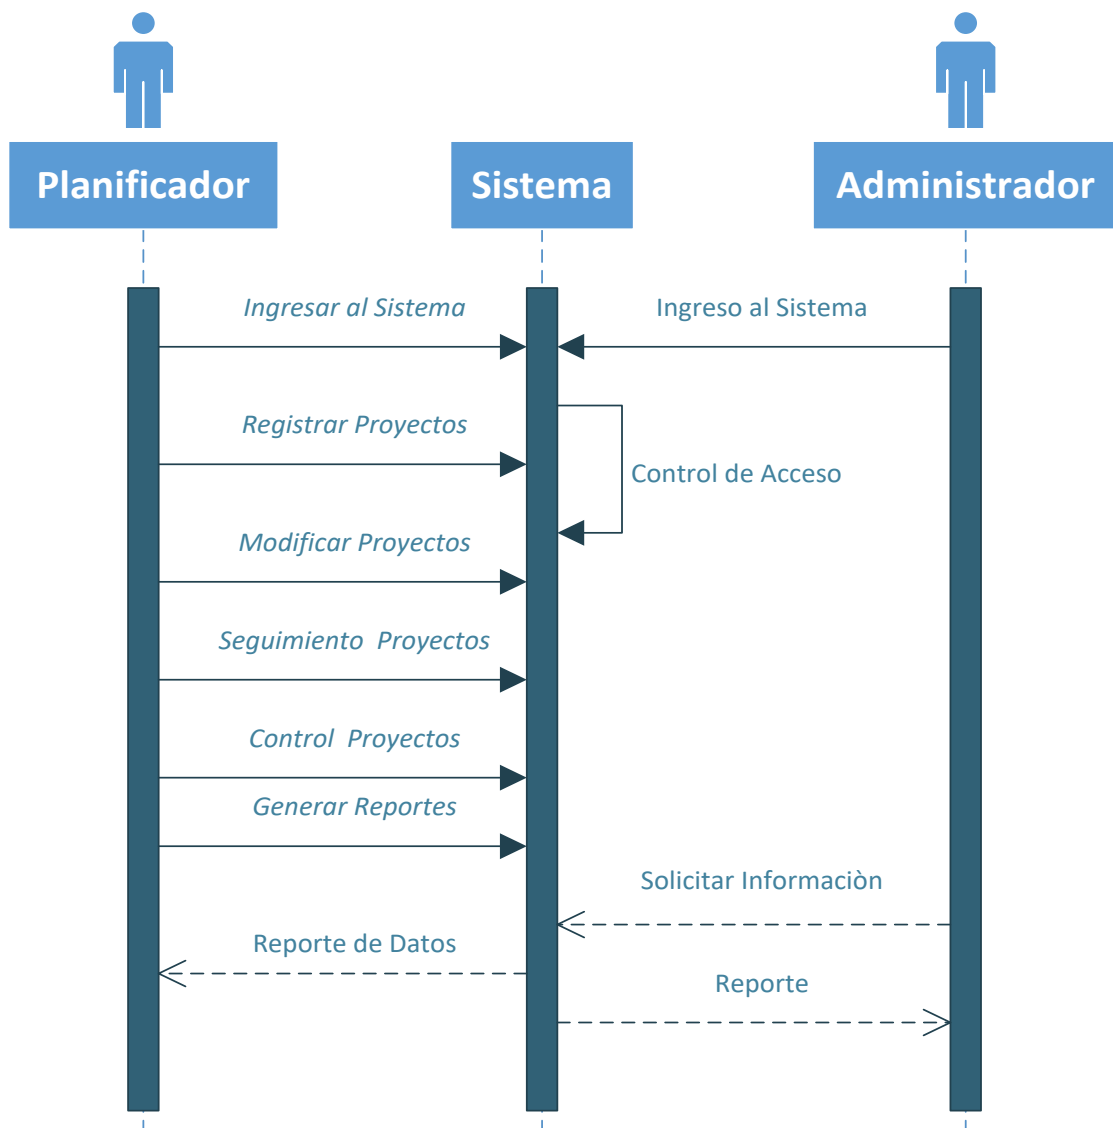 Planificador
Sistema
Administrador
Ingresar al Sistema
Ingreso al Sistema
Registrar Proyectos
Control de Acceso
Modificar Proyectos
Seguimiento  Proyectos
Control  Proyectos
Generar Reportes
Solicitar Informaciòn
Reporte de Datos
Reporte